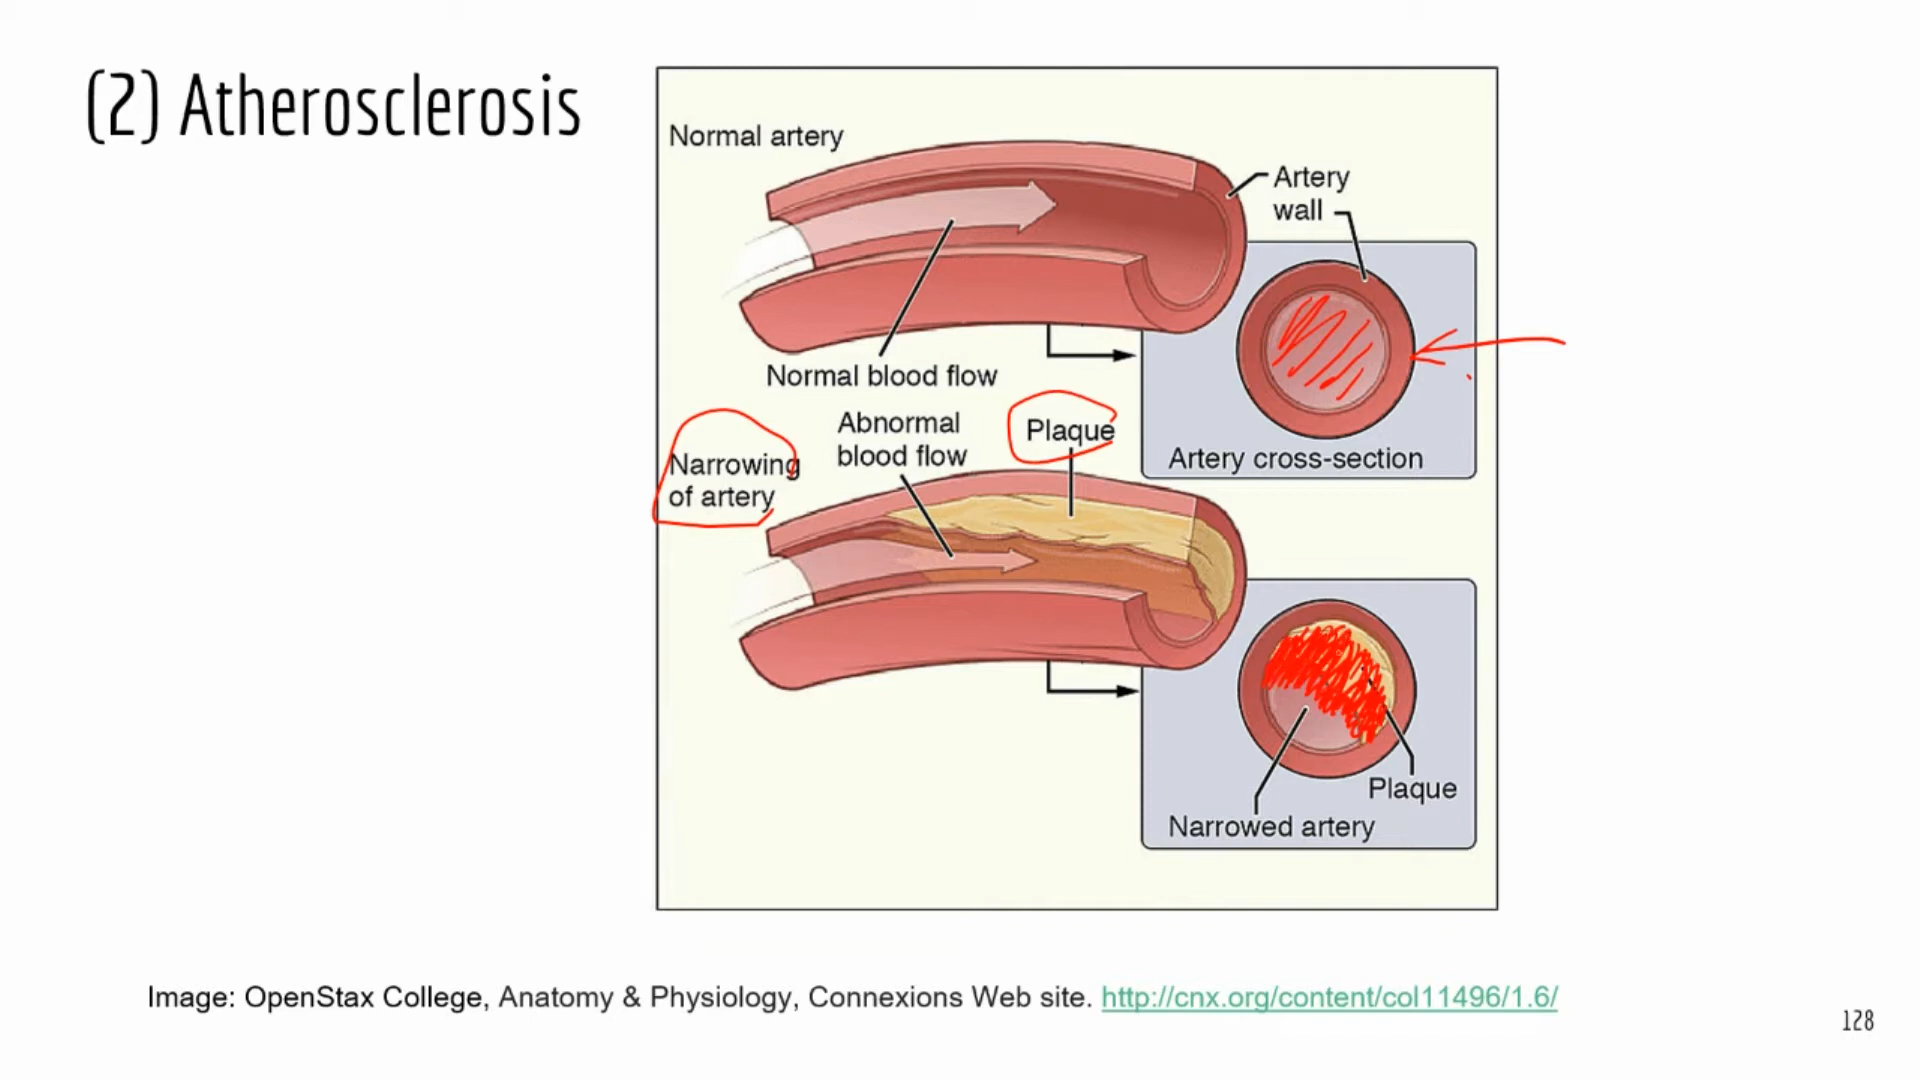 (2) Atherosclerosis
Normal artery
Artery
wall
Normal blood flow
Artery cross-section
Narrowing
of artery
Abnormal
blood flow
Plaque
Plaque
Narrowed artery
Image: OpenStax College, Anatomy & Physiology, Connexions Web site. http://cnx.org/content/col11496/1.6/
128